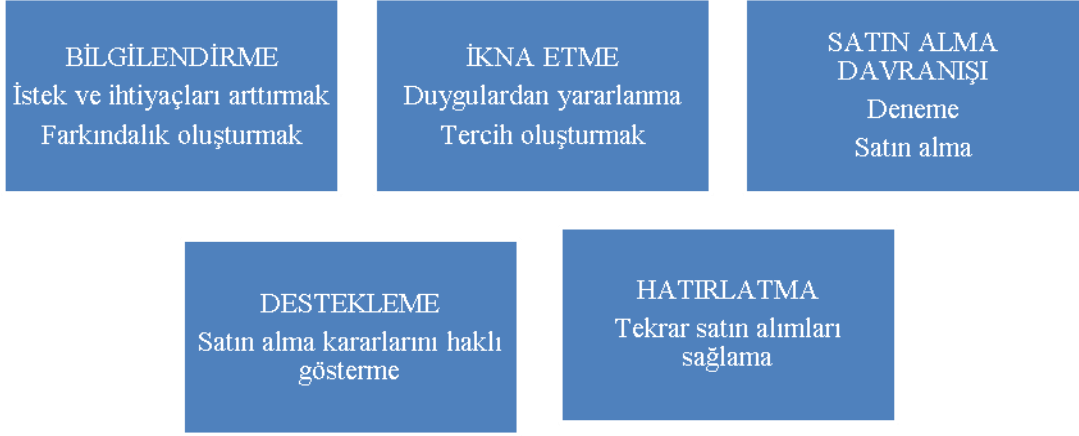 BİLGİLENDİRME
İstek ve ihtiyaçları arttırmak
Farkındalık oluşturmak
İKNA ETME
Duygulardan yararlanma
Tercih oluşturmak
SATIN ALMA
DAVRANIŞI
Deneme
Satın alma
DESTEKLEME
Satın alma kararlarını haklı
gösterme
HATIRLATMA
Tekrar satın alımları
sağlama